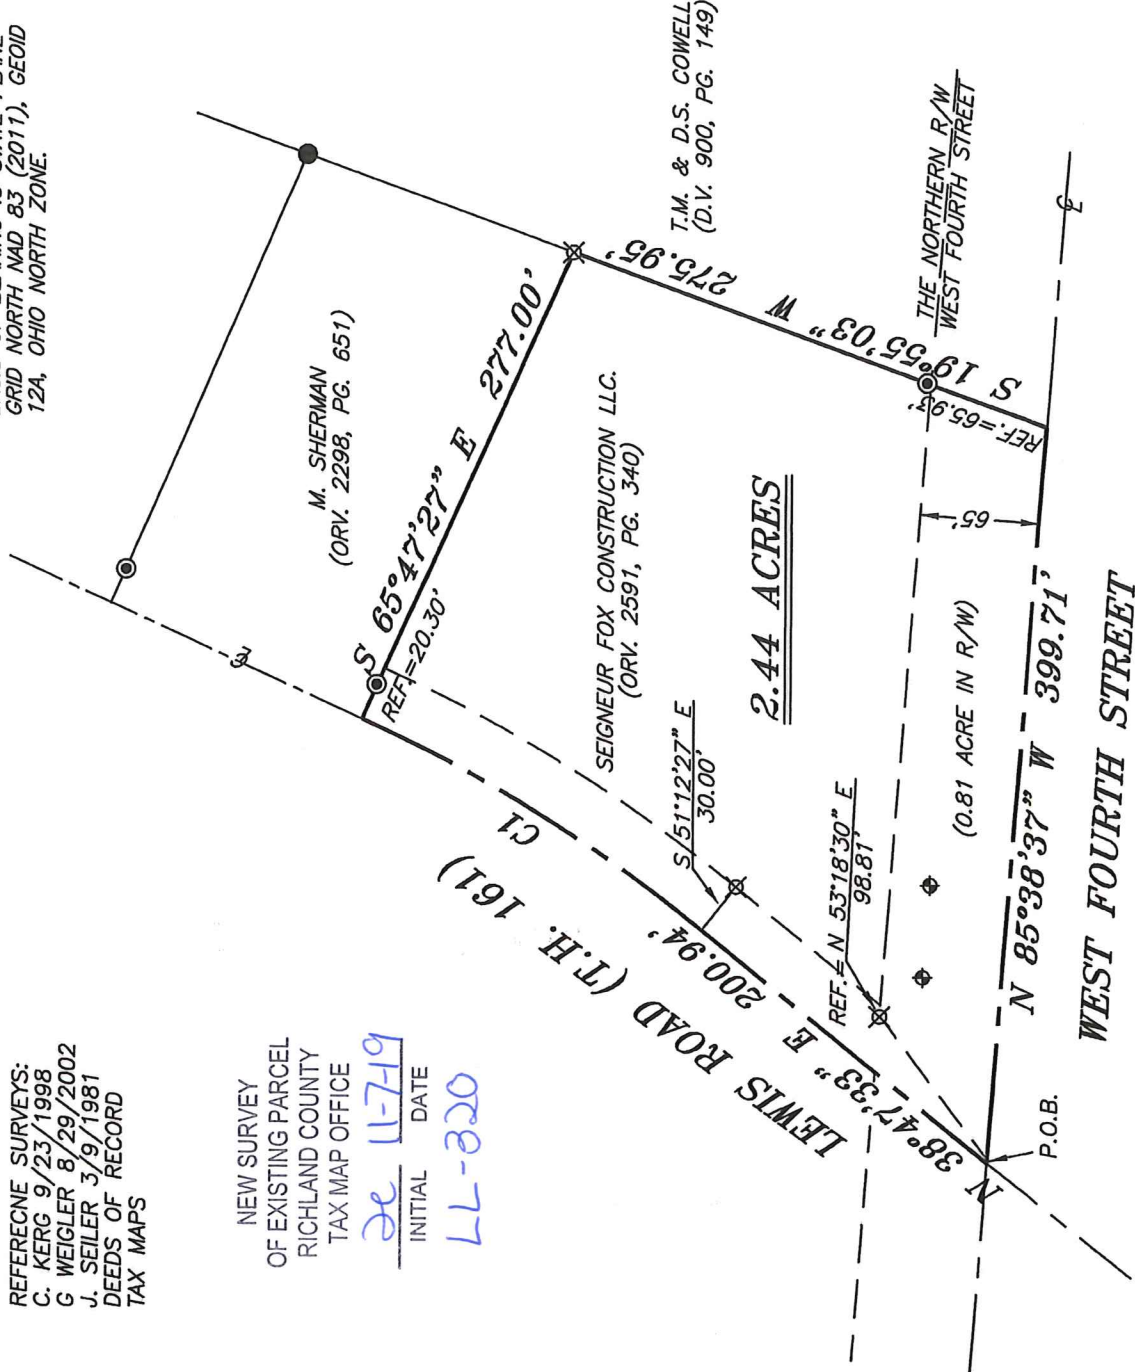 GRID NORTH NAD 83 (2011), GEOID
12A, OHIO NORTH ZONE.
T.M. & D.S. COWELL
(D.V. 900, PG. 149)
M. SHERMAN
(ORV. 2298, PG. 651)
S 65°47'27" E 277.00'
REF.=20.30'
275.95'
S 19°55'03" W
REF.=65.93'
THE NORTHERN R/W
WEST FOURTH STREET
SEIGNEUR FOX CONSTRUCTION LLC.
(ORV. 2591, PG. 340)
2.44 ACRES
65'
(0.81 ACRE IN R/W)
S 51°12'27" E
30.00'
REF.= N 53°18'30" E
98.81'
C1
LEWIS ROAD (T.H. 161)
N 38°47'33" E 200.94'
N 85°38'37" W 399.71'
WEST FOURTH STREET
P.O.B.
REFERECNE SURVEYS:
C. KERG 9/23/1998
G WEIGLER 8/29/2002
J. SEILER 3/9/1981
DEEDS OF RECORD
TAX MAPS
NEW SURVEY
OF EXISTING PARCEL
RICHLAND COUNTY
TAX MAP OFFICE
11-7-19
INITIAL DATE
LL-320